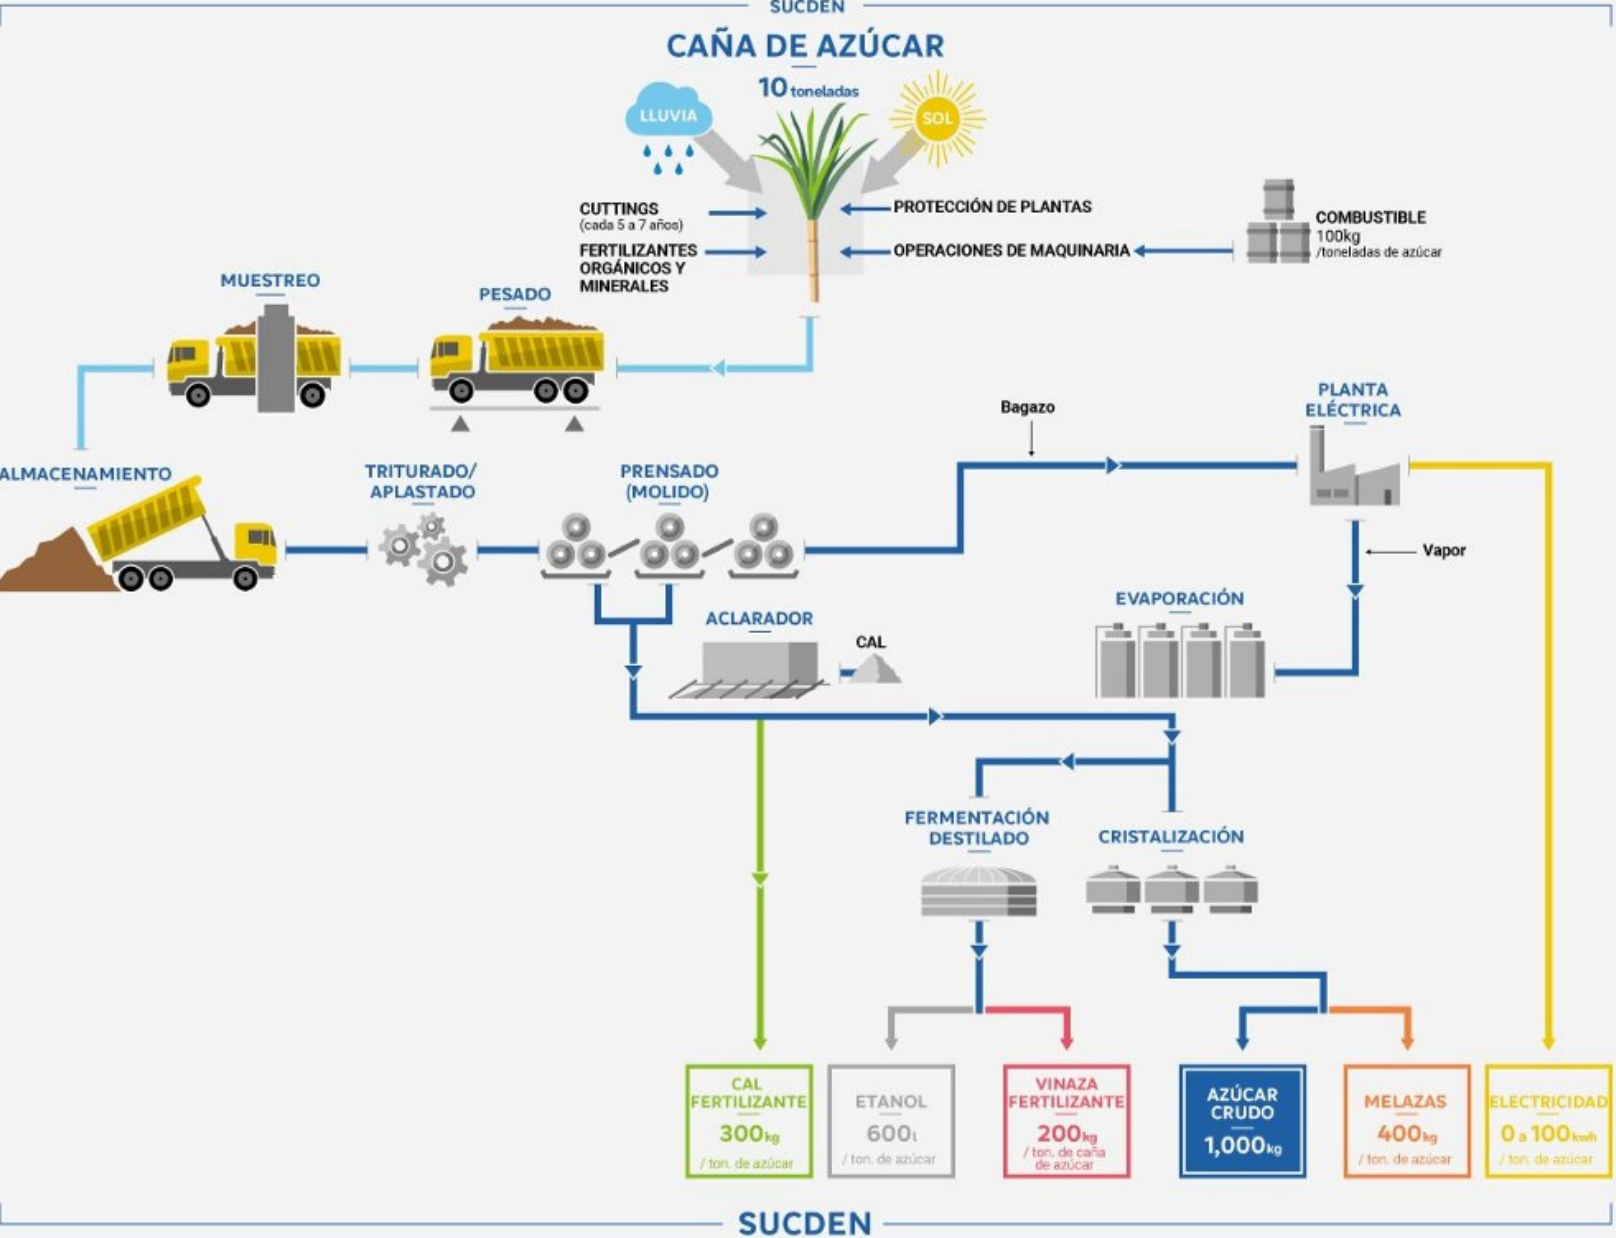 SUCDEN
CAÑA DE AZÚCAR
10 toneladas
LLUVIA
SOL
CUTTINGS
(cada 5 a 7 años)
FERTILIZANTES
ORGÁNICOS Y
MINERALES
PROTECCIÓN DE PLANTAS
OPERACIONES DE MAQUINARIA
COMBUSTIBLE
100kg
/toneladas de azúcar
MUESTREO
PESADO
ALMACENAMIENTO
TRITURADO/
APLASTADO
PRENSADO
(MOLIDO)
Bagazo
PLANTA
ELÉCTRICA
Vapor
EVAPORACIÓN
ACLARADOR
CAL
FERMENTACIÓN
DESTILADO
CRISTALIZACIÓN
CAL
FERTILIZANTE
300kg
/ ton. de azúcar
ETANOL
600l
/ ton. de azúcar
VINAZA
FERTILIZANTE
200kg
/ ton. de caña
de azúcar
AZÚCAR
CRUDO
1,000kg
MELAZAS
400kg
/ ton. de azúcar
ELECTRICIDAD
0 a 100kwh
/ ton. de azúcar
SUCDEN